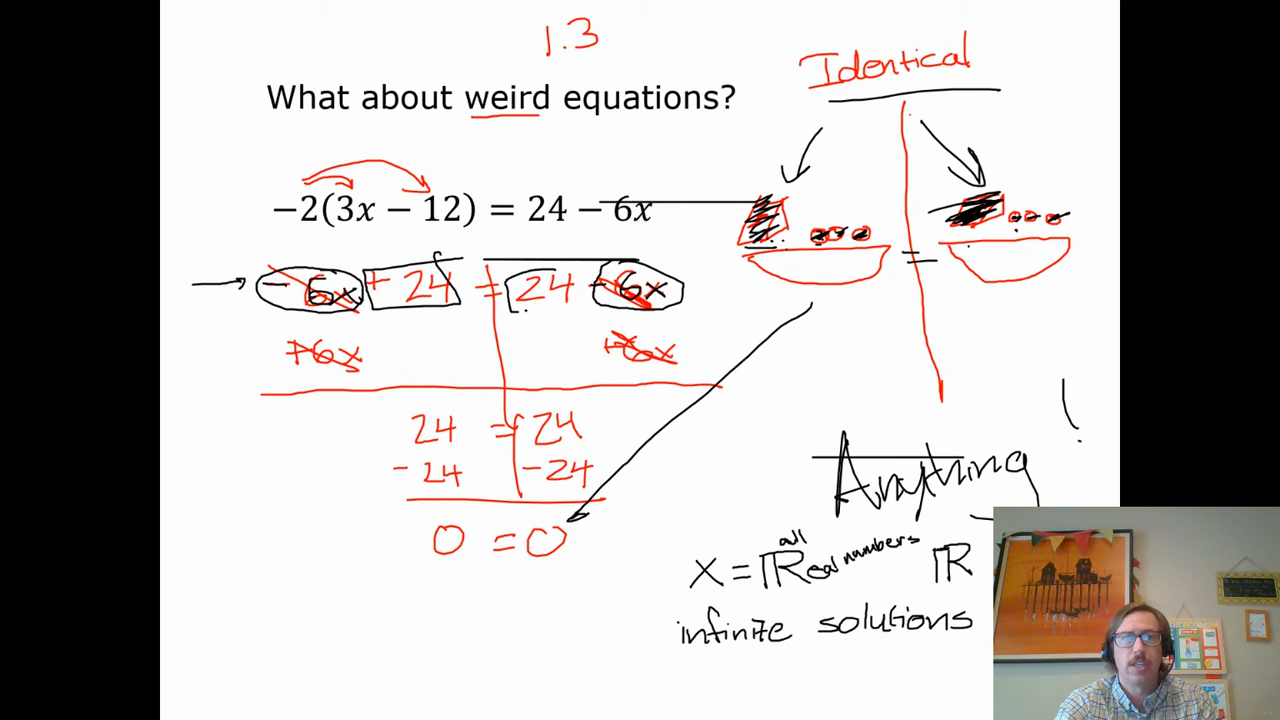 1.3
What about weird equations?
Identical
−2(3x − 12) = 24 − 6x
=
- 6x + 24 = 24 - 6x
+6x +6x
24 = 24
- 24 -24
0 = 0
Anything!
x = ℝeal numbers ℝ
all
infinite solutions